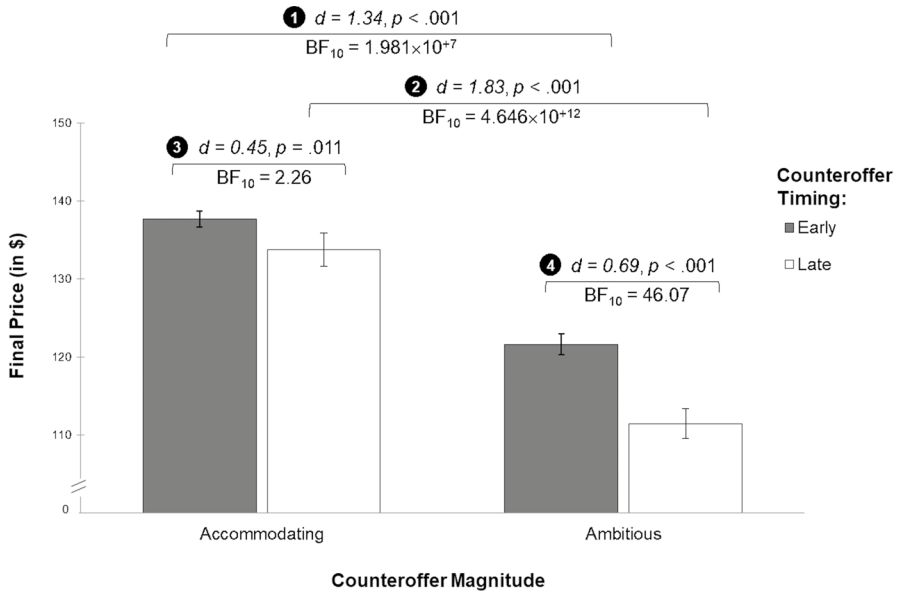 1 d = 1.34, p < .001
BF₁₀ = 1.981×10⁺⁷
2 d = 1.83, p < .001
BF₁₀ = 4.646×10⁺¹²
3 d = 0.45, p = .011
BF₁₀ = 2.26
4 d = 0.69, p < .001
BF₁₀ = 46.07
Counteroffer
Timing:
Early
Late
Final Price (in $)
150
140
130
120
110
0
Accommodating
Ambitious
Counteroffer Magnitude